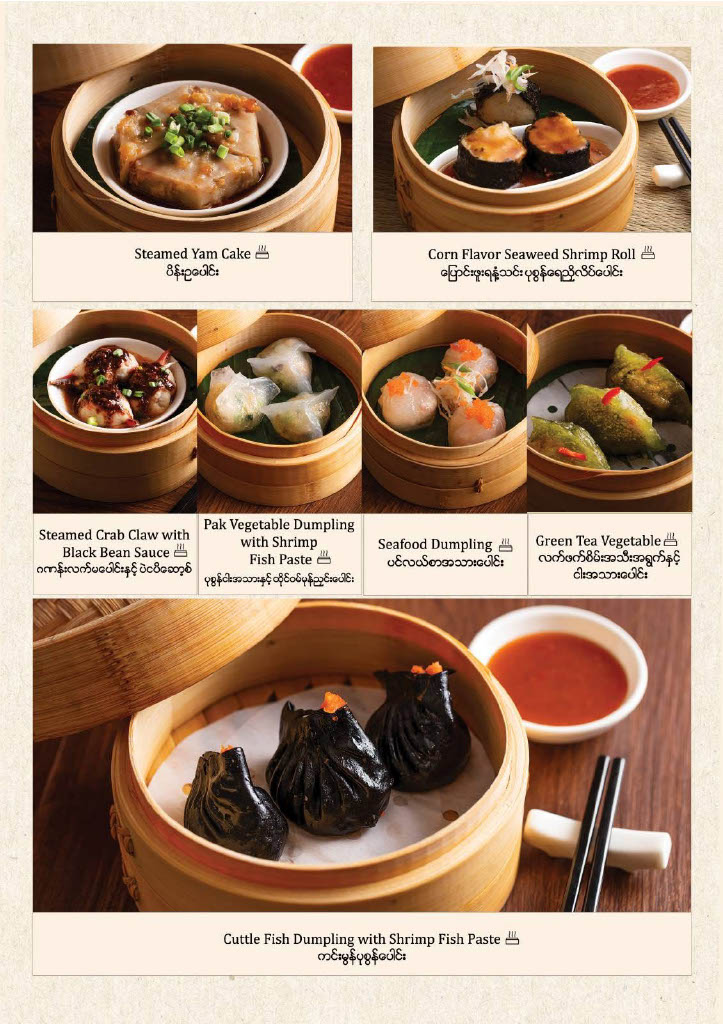 Steamed Yam Cake
ပိန်းဥပေါင်း
Corn Flavor Seaweed Shrimp Roll
ပြောင်းဖူးရနံ့သင်း ပုစွန်ရေညှိလိပ်ပေါင်း
Steamed Crab Claw with
Black Bean Sauce
ဂဏန်းလက်မပေါင်းနှင့် ပဲငပိဆော့စ်
Pak Vegetable Dumpling
with Shrimp
Fish Paste
ပုစွန်ငါးအသားနှင့် ထိုင်ဝမ်မုန်ညှင်းပေါင်း
Seafood Dumpling
ပင်လယ်စာအသားပေါင်း
Green Tea Vegetable
လက်ဖက်စိမ်းအသီးအရွက်နှင့်
ငါးအသားပေါင်း
Cuttle Fish Dumpling with Shrimp Fish Paste
ကင်းမွန်ပုစွန်ပေါင်း